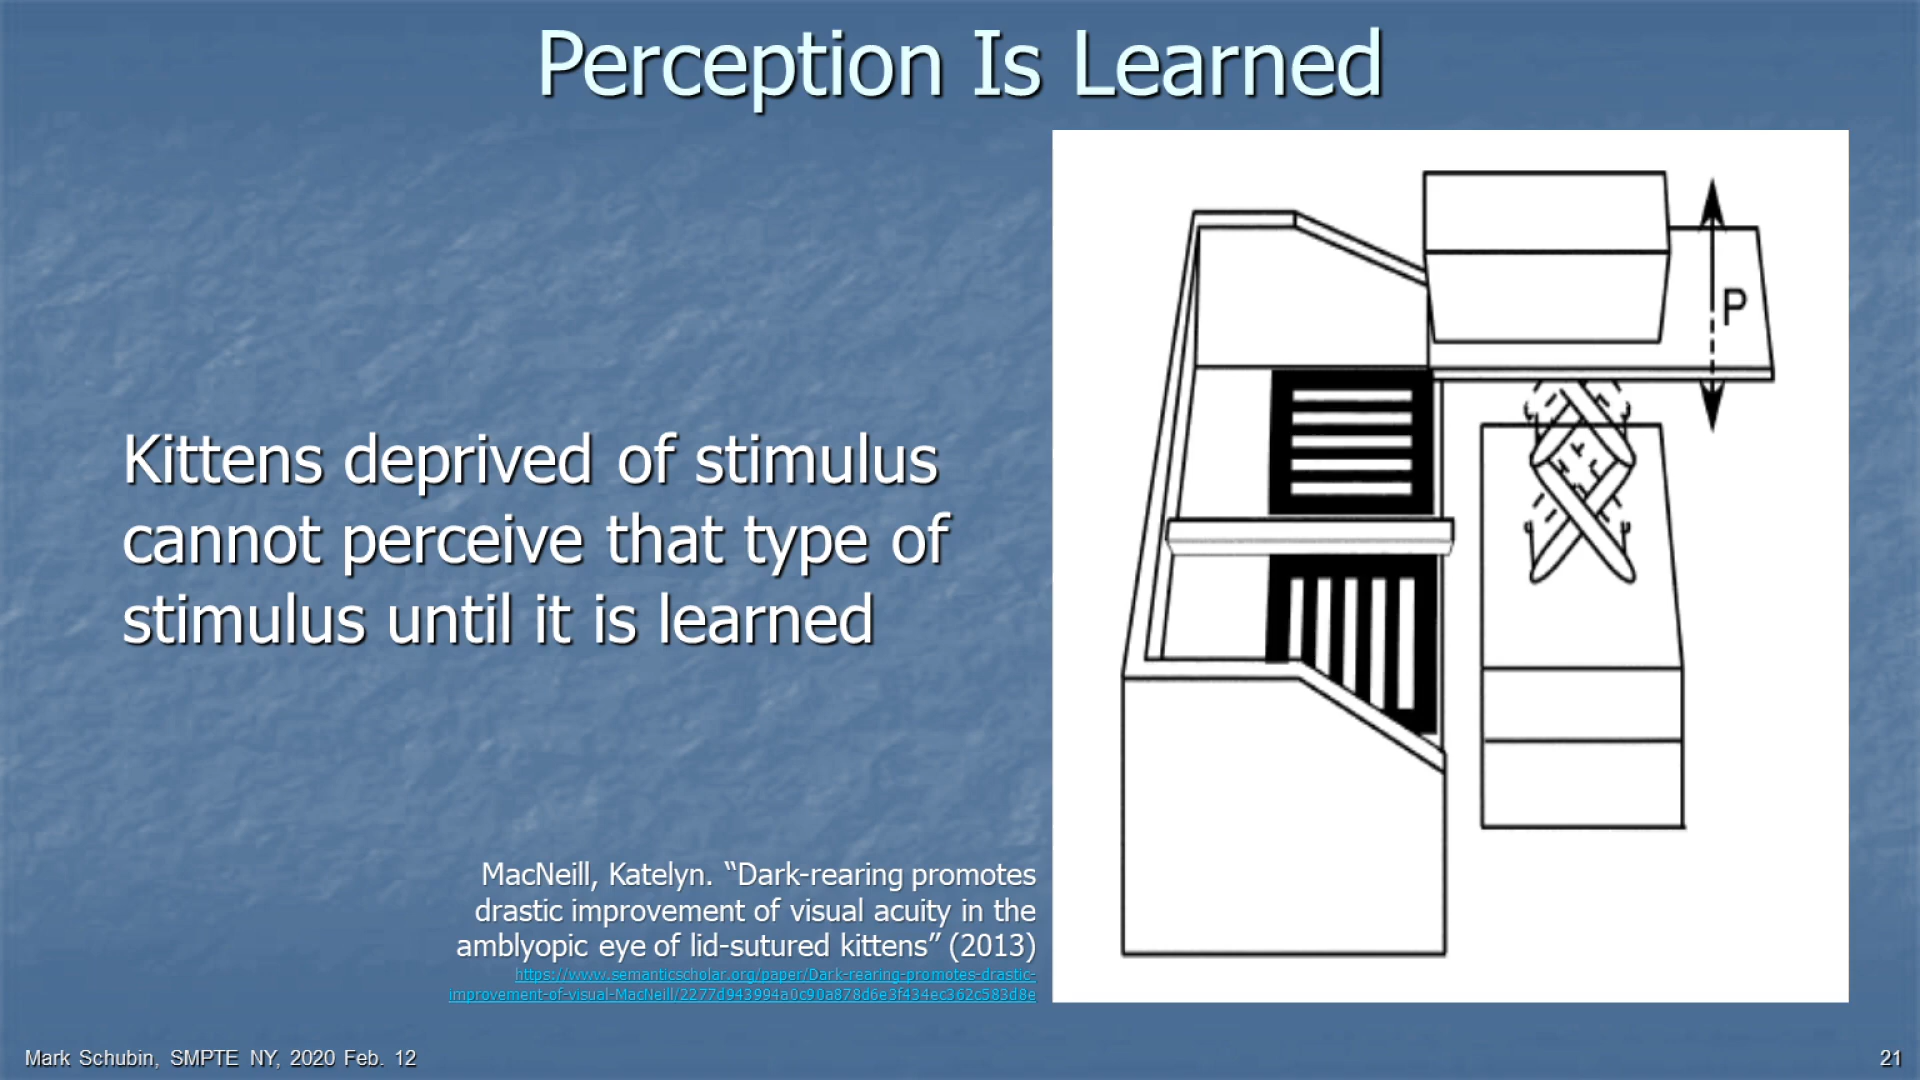 Perception Is Learned
P
Kittens deprived of stimulus
cannot perceive that type of
stimulus until it is learned
MacNeill, Katelyn. “Dark-rearing promotes
drastic improvement of visual acuity in the
amblyopic eye of lid-sutured kittens” (2013)
https://www.semanticscholar.org/paper/Dark-rearing-promotes-drastic-
improvement-of-visual-MacNeill/2277d943994a0c90a878d6e3f434ec362c583d8e
Mark Schubin, SMPTE NY, 2020 Feb. 12
21